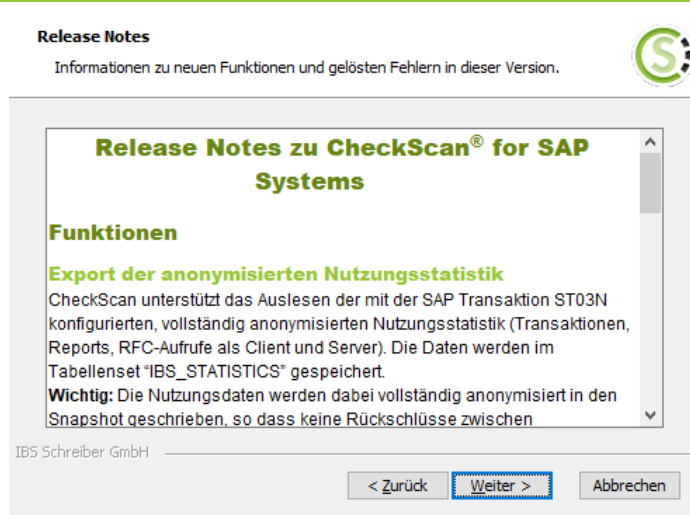 Release Notes
Informationen zu neuen Funktionen und gelösten Fehlern in dieser Version.
S
Release Notes zu CheckScan® for SAP
Systems
Funktionen
Export der anonymisierten Nutzungsstatistik
CheckScan unterstützt das Auslesen der mit der SAP Transaktion ST03N
konfigurierten, vollständig anonymisierten Nutzungsstatistik (Transaktionen,
Reports, RFC-Aufrufe als Client und Server). Die Daten werden im
Tabellenset “IBS_STATISTICS” gespeichert.
Wichtig: Die Nutzungsdaten werden dabei vollständig anonymisiert in den
Snapshot geschrieben, so dass keine Rückschlüsse zwischen
IBS Schreiber GmbH
< Zurück Weiter > Abbrechen